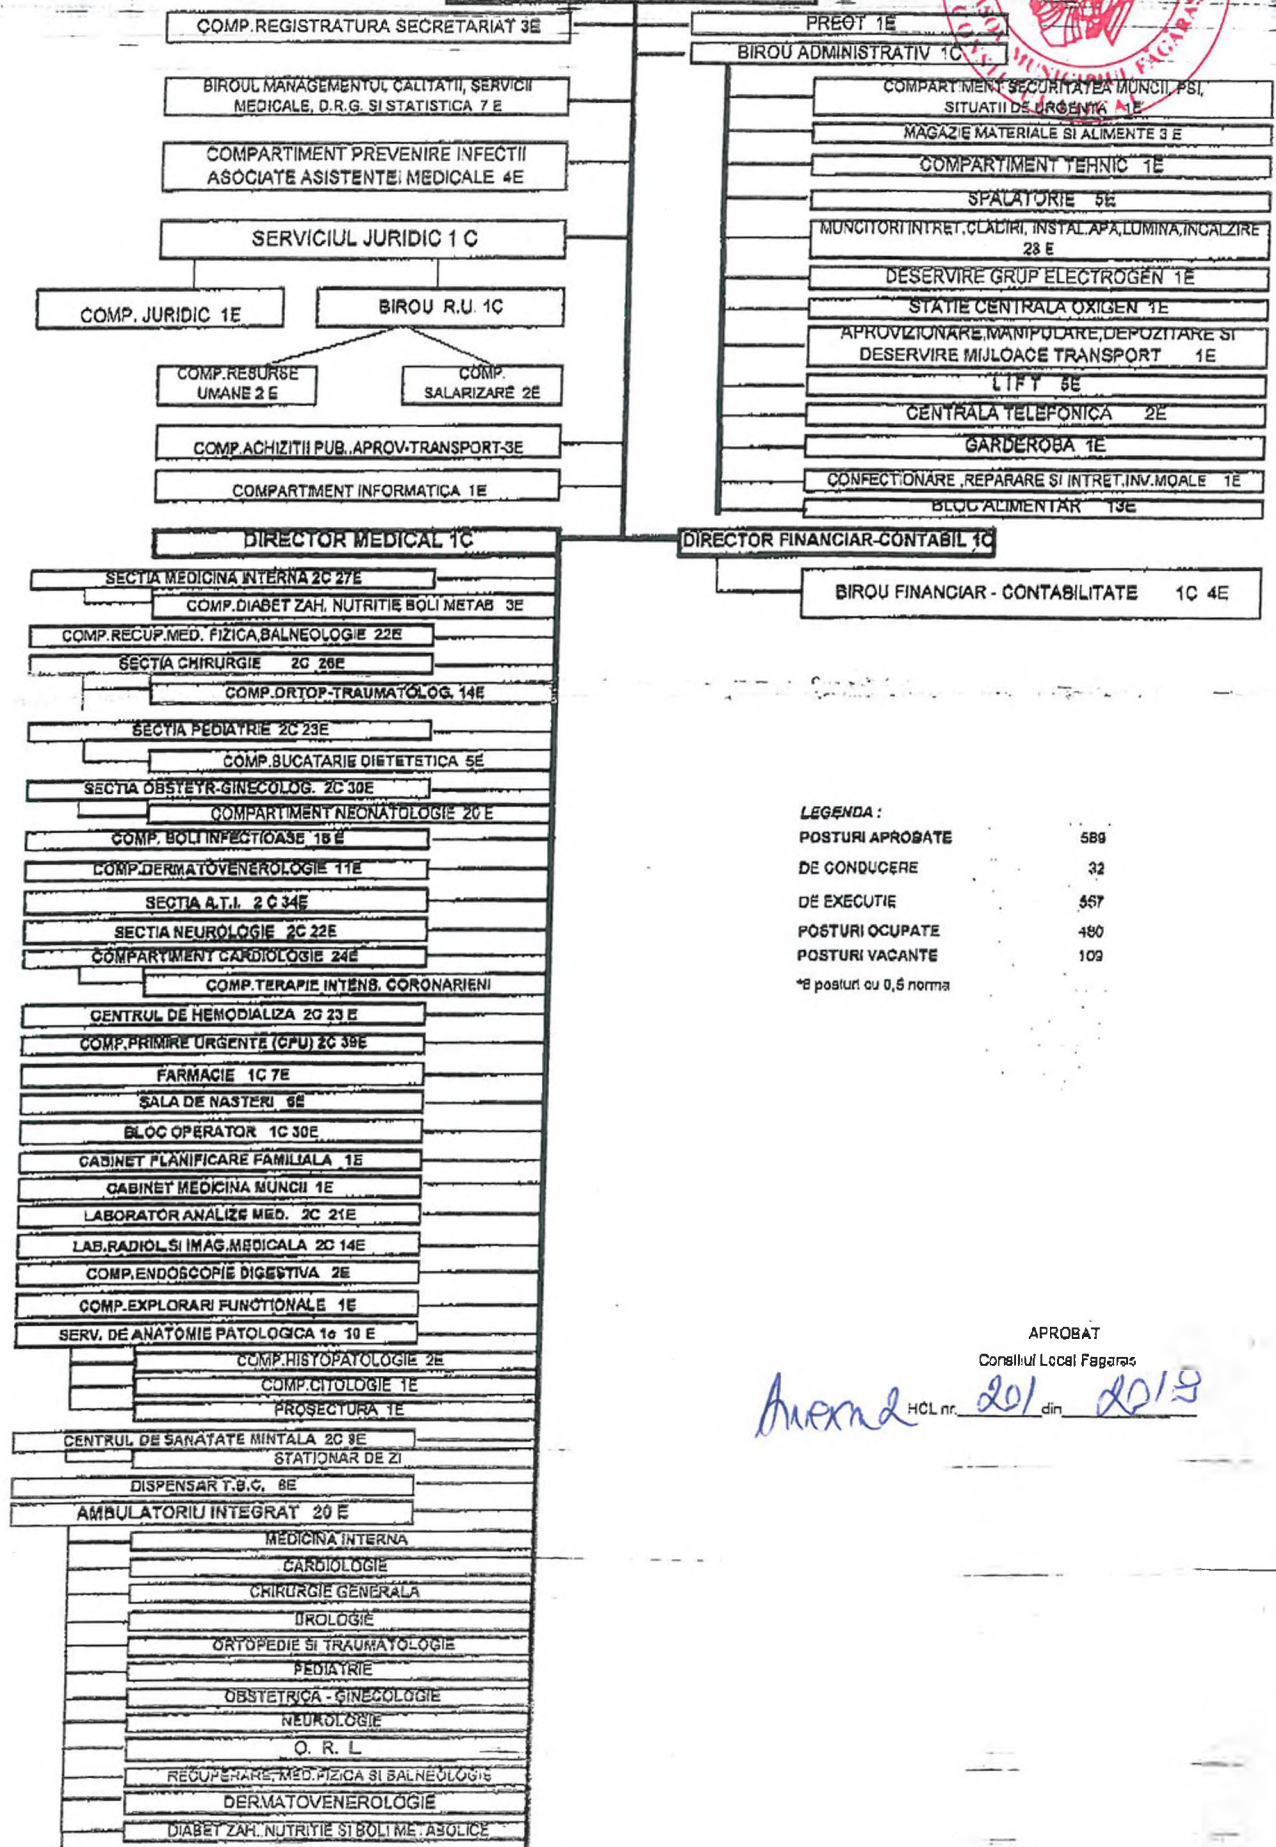 COMP.REGISTRATURA SECRETARIAT 3E
PREOT 1E
BIROU ADMINISTRATIV 1C
MUNICIPIUL FAGARAS
BIROUL MANAGEMENTUL CALITATII, SERVICII
MEDICALE, D.R.G. SI STATISTICA 7 E
COMPARTIMENT PREVENIRE INFECTII
ASOCIATE ASISTENTEI MEDICALE 4E
SERVICIUL JURIDIC 1 C
COMP. JURIDIC 1E
BIROU R.U. 1C
COMP.RESURSE
UMANE 2 E
COMP.
SALARIZARE 2E
COMP.ACHIZITII PUB..APROV-TRANSPORT-3E
COMPARTIMENT INFORMATICA 1E
COMPARTIMENT SECURITATEA MUNCII, PSI,
SITUATII DE URGENTA 1E
MAGAZIE MATERIALE SI ALIMENTE 3 E
COMPARTIMENT TEHNIC 1E
SPALATORIE 5E
MUNCITORI INTRET.CLADIRI, INSTAL.APA,LUMINA,INCALZIRE
28 E
DESERVIRE GRUP ELECTROGEN 1E
STATIE CENTRALA OXIGEN 1E
APROVIZIONARE,MANIPULARE,DEPOZITARE SI
DESERVIRE MIJLOACE TRANSPORT 1E
LIFT 5E
CENTRALA TELEFONICA 2E
GARDEROBA 1E
CONFECTIONARE ,REPARARE SI INTRET.INV.MOALE 1E
BLOC ALIMENTAR 13E
DIRECTOR MEDICAL 1C
DIRECTOR FINANCIAR-CONTABIL 1C
BIROU FINANCIAR - CONTABILITATE 1C 4E
SECTIA MEDICINA INTERNA 2C 27E
COMP.DIABET ZAH. NUTRITIE BOLI METAB 3E
COMP.RECUP.MED. FIZICA,BALNEOLOGIE 22E
SECTIA CHIRURGIE 2C 26E
COMP.ORTOP-TRAUMATOLOG. 14E
SECTIA PEDIATRIE 2C 23E
COMP.BUCATARIE DIETETETICA 5E
SECTIA OBSTETR-GINECOLOG. 2C 30E
COMPARTIMENT NEONATOLOGIE 20 E
COMP. BOLI INFECTIOASE 18 E
COMP.DERMATOVENEROLOGIE 11E
SECTIA A.T.I. 2 C 34E
SECTIA NEUROLOGIE 2C 22E
COMPARTIMENT CARDIOLOGIE 24E
COMP.TERAPIE INTENS. CORONARIENI
CENTRUL DE HEMODIALIZA 2C 23 E
COMP.PRIMIRE URGENTE (CPU) 2C 39E
FARMACIE 1C 7E
SALA DE NASTERI 6E
BLOC OPERATOR 1C 30E
CABINET PLANIFICARE FAMILIALA 1E
CABINET MEDICINA MUNCII 1E
LABORATOR ANALIZE MED. 2C 21E
LAB.RADIOL.SI IMAG.MEDICALA 2C 14E
COMP.ENDOSCOPIE DIGESTIVA 2E
COMP.EXPLORARI FUNCTIONALE 1E
SERV. DE ANATOMIE PATOLOGICA 1c 10 E
COMP.HISTOPATOLOGIE 2E
COMP.CITOLOGIE 1E
PROSECTURA 1E
CENTRUL DE SANATATE MINTALA 2C 9E
STATIONAR DE ZI
DISPENSAR T.B.C. 8E
AMBULATORIU INTEGRAT 20 E
MEDICINA INTERNA
CARDIOLOGIE
CHIRURGIE GENERALA
UROLOGIE
ORTOPEDIE SI TRAUMATOLOGIE
PEDIATRIE
OBSTETRICA - GINECOLOGIE
NEUROLOGIE
O. R. L
RECUPERARE, MED.FIZICA SI BALNEOLOGIE
DERMATOVENEROLOGIE
DIABET ZAH. NUTRITIE SI BOLI METABOLICE
LEGENDA :
POSTURI APROBATE 589
DE CONDUCERE 32
DE EXECUTIE 557
POSTURI OCUPATE 480
POSTURI VACANTE 109
*8 posturi cu 0,5 norma
APROBAT
Consiliul Local Fagaras
Anexa 2 HCL nr. 201 din 2019